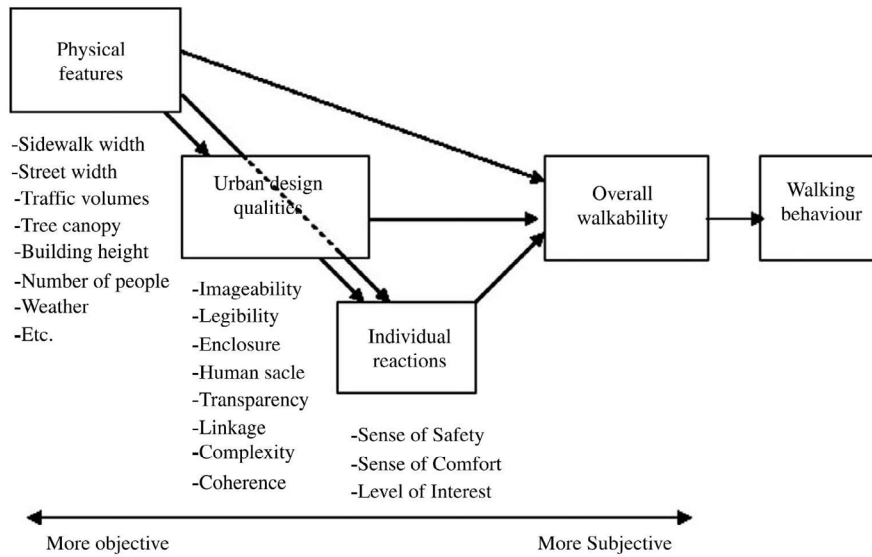 Physical
features
-Sidewalk width
-Street width
-Traffic volumes
-Tree canopy
-Building height
-Number of people
-Weather
-Etc.
Urban design
qualities
-Imageability
-Legibility
-Enclosure
-Human sacle
-Transparency
-Linkage
-Complexity
-Coherence
Individual
reactions
-Sense of Safety
-Sense of Comfort
-Level of Interest
Overall
walkability
Walking
behaviour
More objective
More Subjective